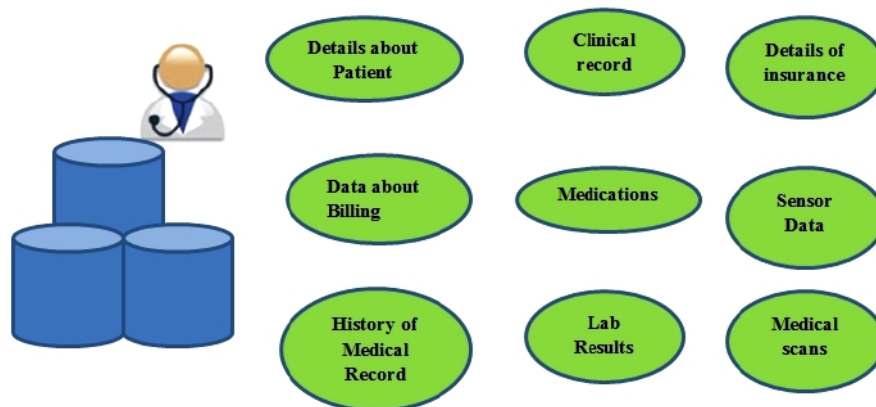 Details about
Patient
Clinical
record
Details of
insurance
Data about
Billing
Medications
Sensor
Data
History of
Medical
Record
Lab
Results
Medical
scans